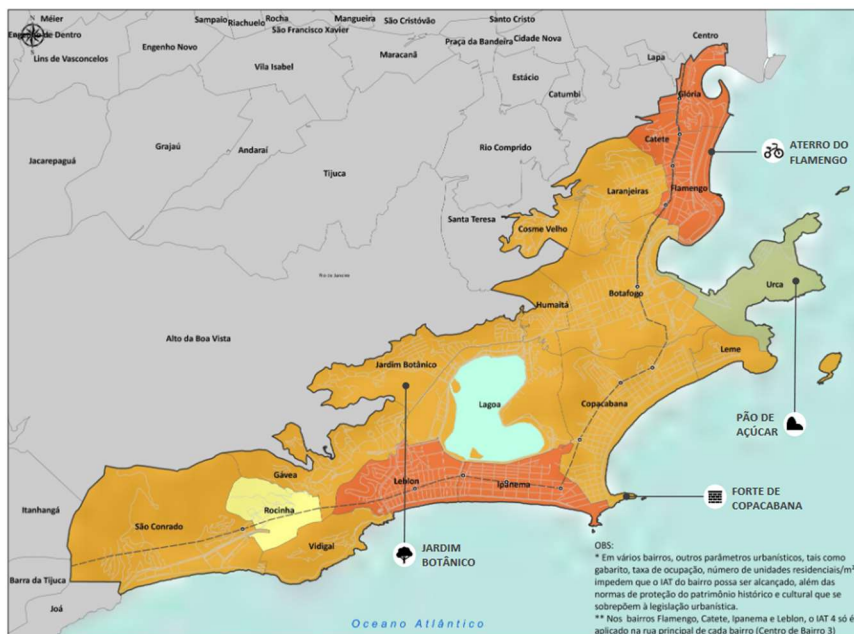 Méier
Sampaio
Riachuelo
Rocha
São Francisco Xavier
Mangueira
São Cristóvão
Santo Cristo
Centro
Engenho de Dentro
Lins de Vasconcelos
Engenho Novo
Vila Isabel
Maracanã
Praça da Bandeira
Cidade Nova
Lapa
Estácio
Catumbi
Glória
Catete
ATERRO DO
FLAMENGO
Jacarepaguá
Grajaú
Andaraí
Tijuca
Rio Comprido
Laranjeiras
Flamengo
Santa Teresa
Cosme Velho
Rio de Janeiro
Urca
Botafogo
Humaitá
Alto da Boa Vista
Leme
Jardim Botânico
Lagoa
Copacabana
PÃO DE
AÇÚCAR
Gávea
Leblon
Ipanema
Itanhangá
São Conrado
Rocinha
FORTE DE
COPACABANA
Vidigal
JARDIM
BOTÂNICO
Barra da Tijuca
Joá
Oceano Atlântico
OBS:
* Em vários bairros, outros parâmetros urbanísticos, tais como
gabarito, taxa de ocupação, número de unidades residenciais/m²
impedem que o IAT do bairro possa ser alcançado, além das
normas de proteção do patrimônio histórico e cultural que se
sobrepõem à legislação urbanística.
** Nos bairros Flamengo, Catete, Ipanema e Leblon, o IAT 4 só é
aplicado na rua principal de cada bairro (Centro de Bairro 3)